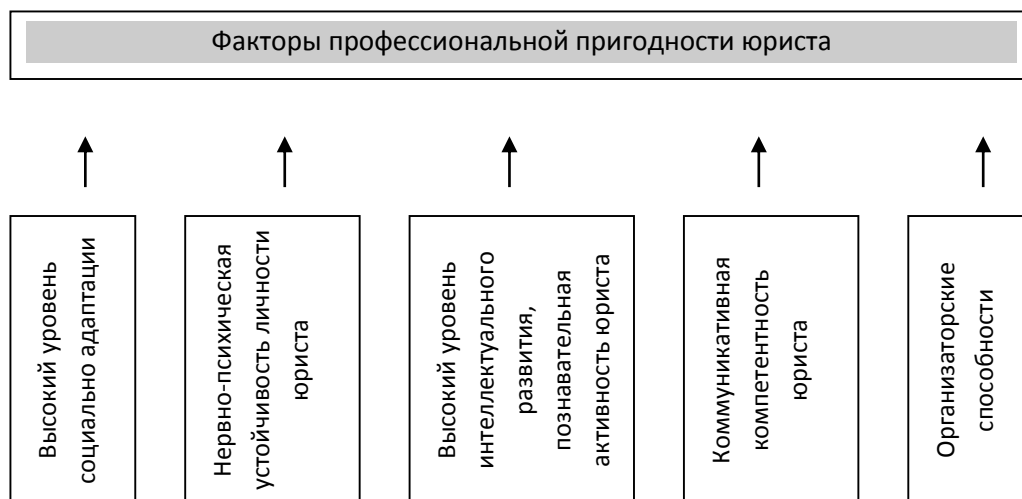 Факторы профессиональной пригодности юриста
Высокий уровень
социально адаптации
Нервно-психическая
устойчивость личности
юриста
Высокий уровень
интеллектуального
развития,
познавательная
активность юриста
Коммуникативная
компетентность
юриста
Организаторские
способности